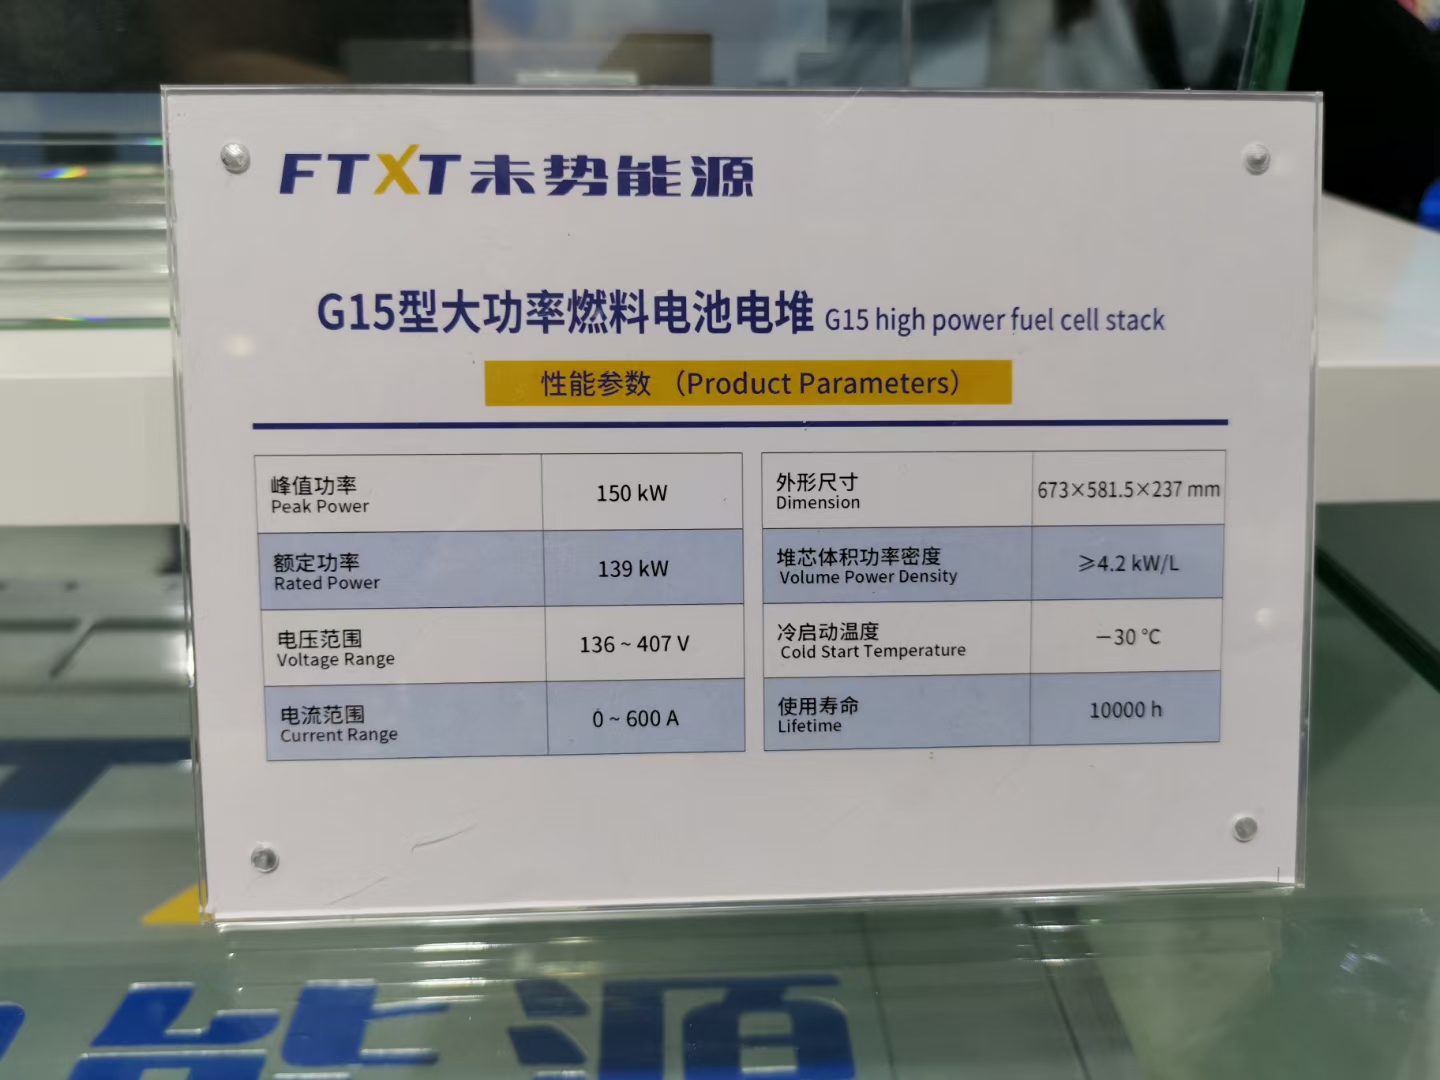 FTXT未势能源
G15型大功率燃料电池电堆 G15 high power fuel cell stack
性能参数 （Product Parameters）
峰值功率
Peak Power
150 kW
额定功率
Rated Power
139 kW
电压范围
Voltage Range
136 ~ 407 V
电流范围
Current Range
0 ~ 600 A
外形尺寸
Dimension
673×581.5×237 mm
堆芯体积功率密度
Volume Power Density
≥4.2 kW/L
冷启动温度
Cold Start Temperature
−30 ℃
使用寿命
Lifetime
10000 h
能源